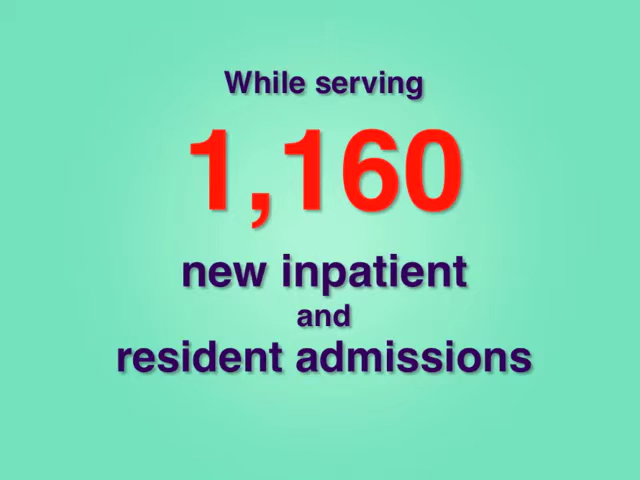 While serving
1,160
new inpatient
and
resident admissions